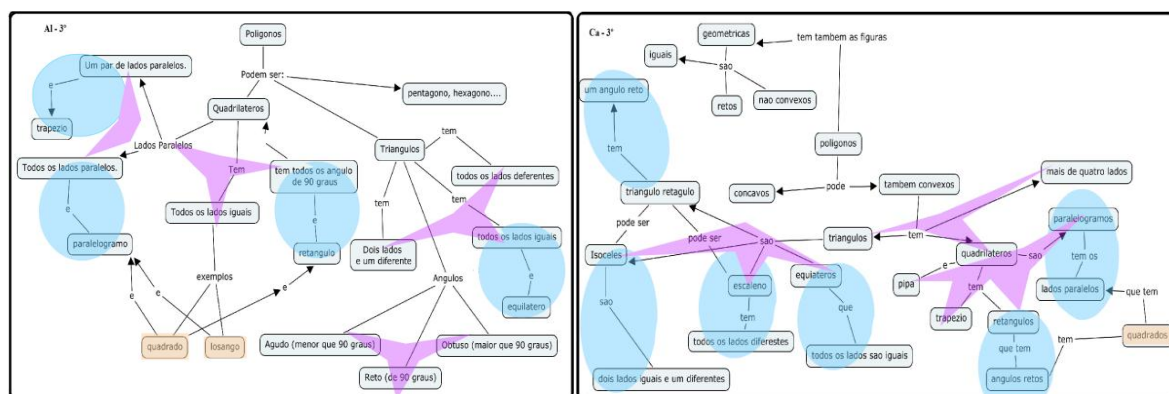 Al - 3ª
Poligonos
Podem ser:
Um par de lados paralelos.
e
trapezio
Quadrilateros
pentagono, hexagono....
Lados Paralelos
Triangulos
tem
Todos os lados paralelos.
Tem
tem todos os angulo
de 90 graus
todos os lados deferentes
e
Todos os lados iguais
e
tem
tem
paralelogramo
retangulo
Dois lados
e um diferente
todos os lados iguais
e
equilatero
exemplos
Angulos
e
e
e
quadrado
losango
Agudo (menor que 90 graus)
Obtuso (maior que 90 graus)
Reto (de 90 graus)
Ca - 3ª
geometricas
tem tambem as figuras
iguais
sao
um angulo reto
retos
nao convexos
tem
poligonos
triangulo retagulo
concavos
pode
tambem convexos
mais de quatro lados
pode ser
pode ser
sao
triangulos
tem
paralelogramos
Isoceles
quadrilateros
sao
escaleno
equiateros
pipa
e
tem os
sao
tem
lados paralelos
tem
que
trapezio
retangulos
que tem
todos os lados diferestes
todos os lados sao iguais
que tem
tem
quadrados
dois lados iguais e um diferentes
angulos retos